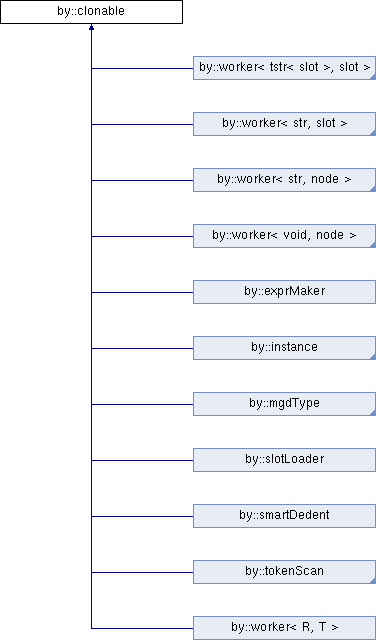 by::clonable
by::worker< tstr< slot >, slot >
by::worker< str, slot >
by::worker< str, node >
by::worker< void, node >
by::exprMaker
by::instance
by::mgdType
by::slotLoader
by::smartDedent
by::tokenScan
by::worker< R, T >